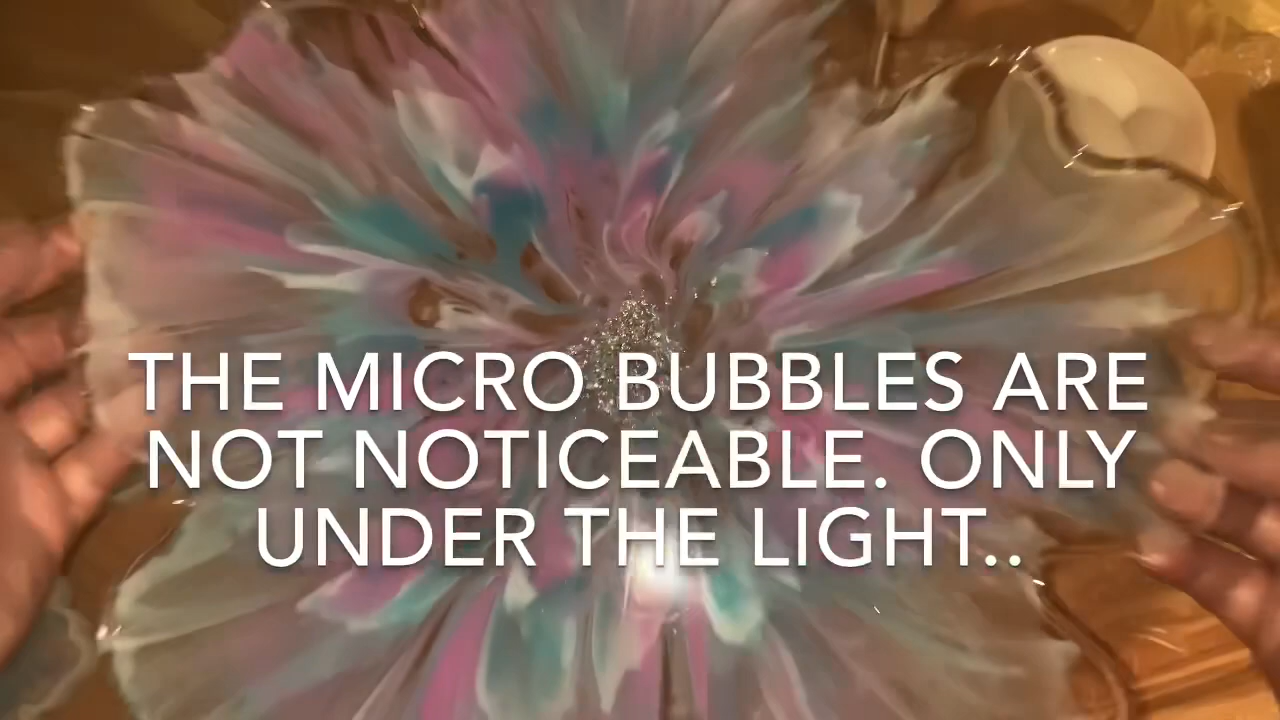 THE MICRO BUBBLES ARE
NOT NOTICEABLE. ONLY
UNDER THE LIGHT..